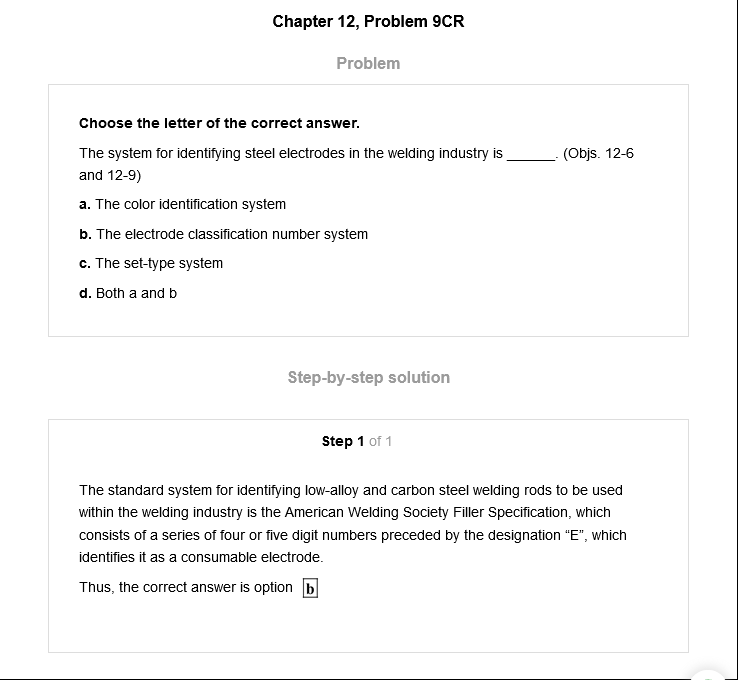 Chapter 12, Problem 9CR
Problem
Choose the letter of the correct answer.
The system for identifying steel electrodes in the welding industry is ______. (Objs. 12-6
and 12-9)
a. The color identification system
b. The electrode classification number system
c. The set-type system
d. Both a and b
Step-by-step solution
Step 1 of 1
The standard system for identifying low-alloy and carbon steel welding rods to be used
within the welding industry is the American Welding Society Filler Specification, which
consists of a series of four or five digit numbers preceded by the designation “E”, which
identifies it as a consumable electrode.
Thus, the correct answer is option b